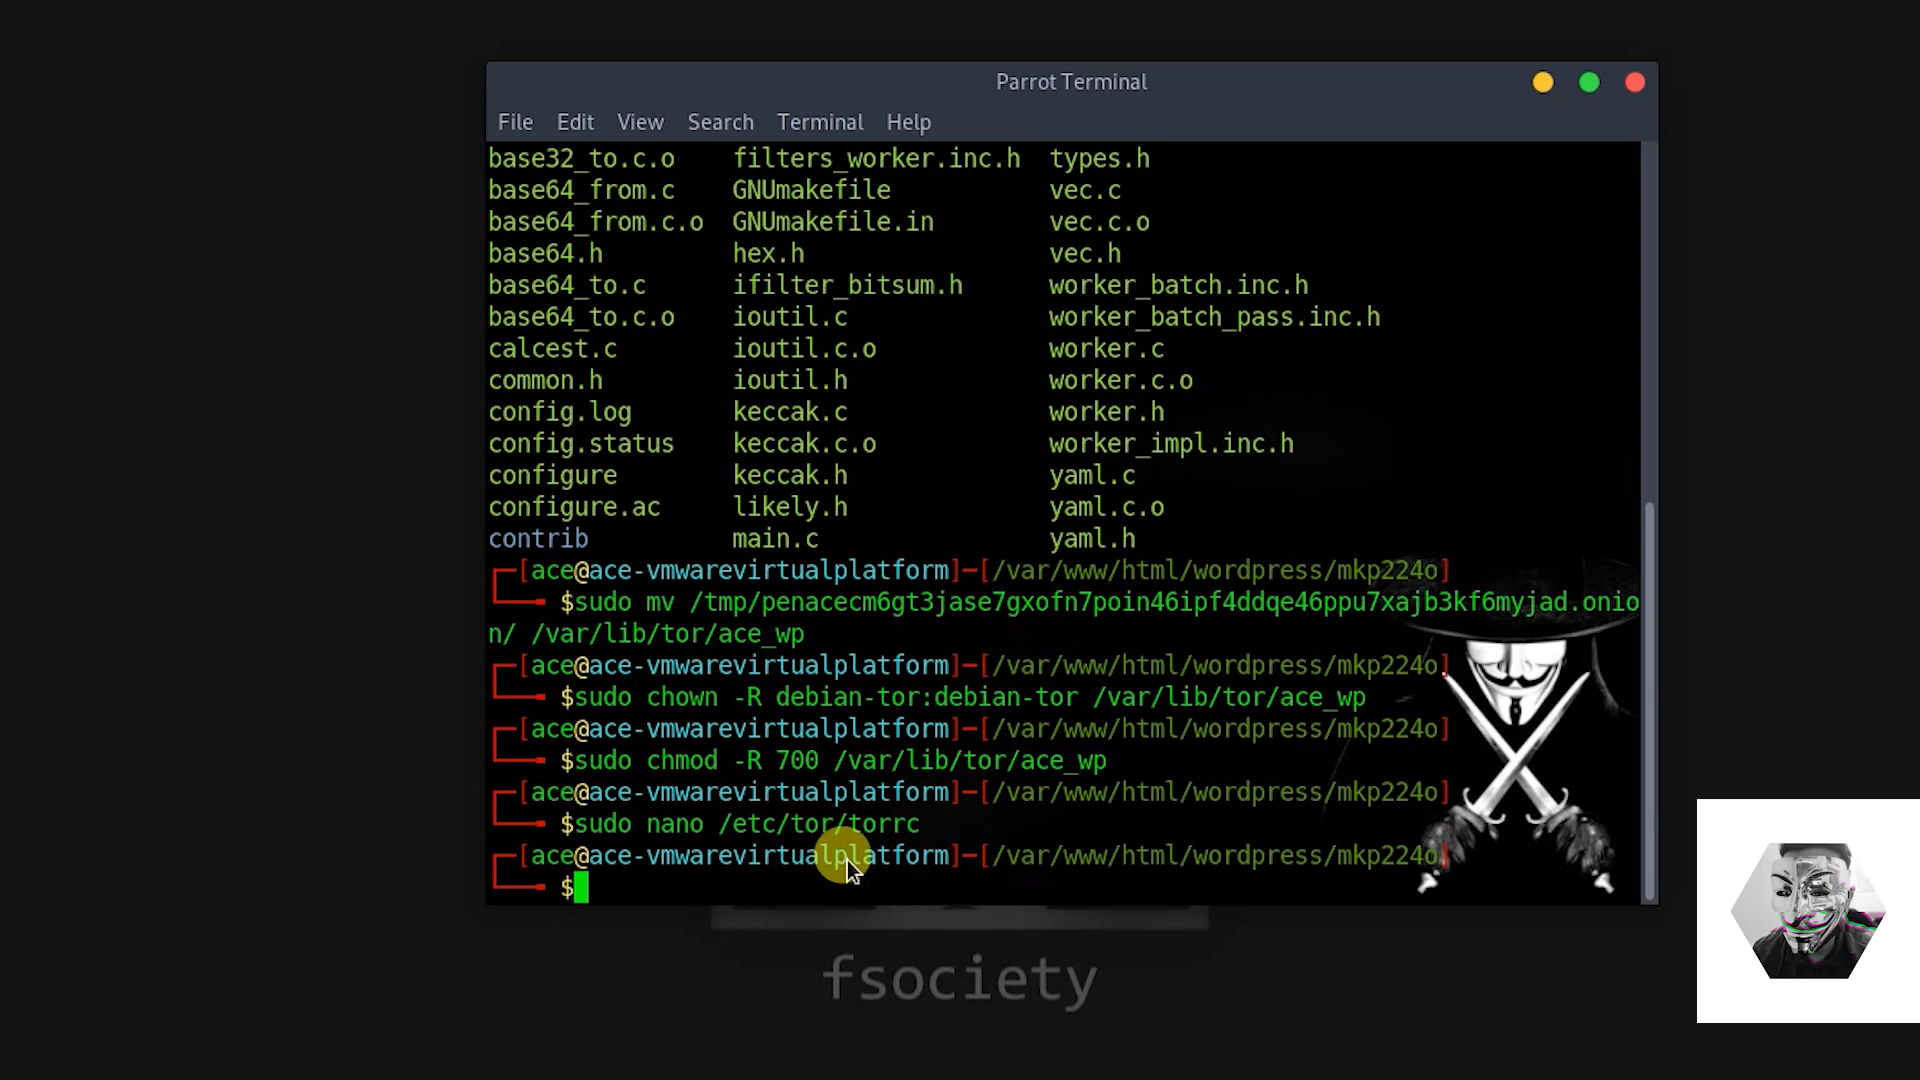 Parrot Terminal
File Edit View Search Terminal Help
base32_to.c.o filters_worker.inc.h types.h
base64_from.c GNUmakefile vec.c
base64_from.c.o GNUmakefile.in vec.c.o
base64.h hex.h vec.h
base64_to.c ifilter_bitsum.h worker_batch.inc.h
base64_to.c.o ioutil.c worker_batch_pass.inc.h
calcest.c ioutil.c.o worker.c
common.h ioutil.h worker.c.o
config.log keccak.c worker.h
config.status keccak.c.o worker_impl.inc.h
configure keccak.h yaml.c
configure.ac likely.h yaml.c.o
contrib main.c yaml.h
[ace@ace-vmwarevirtualplatform]─[/var/www/html/wordpress/mkp224o]
$sudo mv /tmp/penacecm6gt3jase7gxofn7poin46ipf4ddqe46ppu7xajb3kf6myjad.onio
n/ /var/lib/tor/ace_wp
[ace@ace-vmwarevirtualplatform]─[/var/www/html/wordpress/mkp224o]
$sudo chown -R debian-tor:debian-tor /var/lib/tor/ace_wp
[ace@ace-vmwarevirtualplatform]─[/var/www/html/wordpress/mkp224o]
$sudo chmod -R 700 /var/lib/tor/ace_wp
[ace@ace-vmwarevirtualplatform]─[/var/www/html/wordpress/mkp224o]
$sudo nano /etc/tor/torrc
[ace@ace-vmwarevirtualplatform]─[/var/www/html/wordpress/mkp224o]
$
fsociety